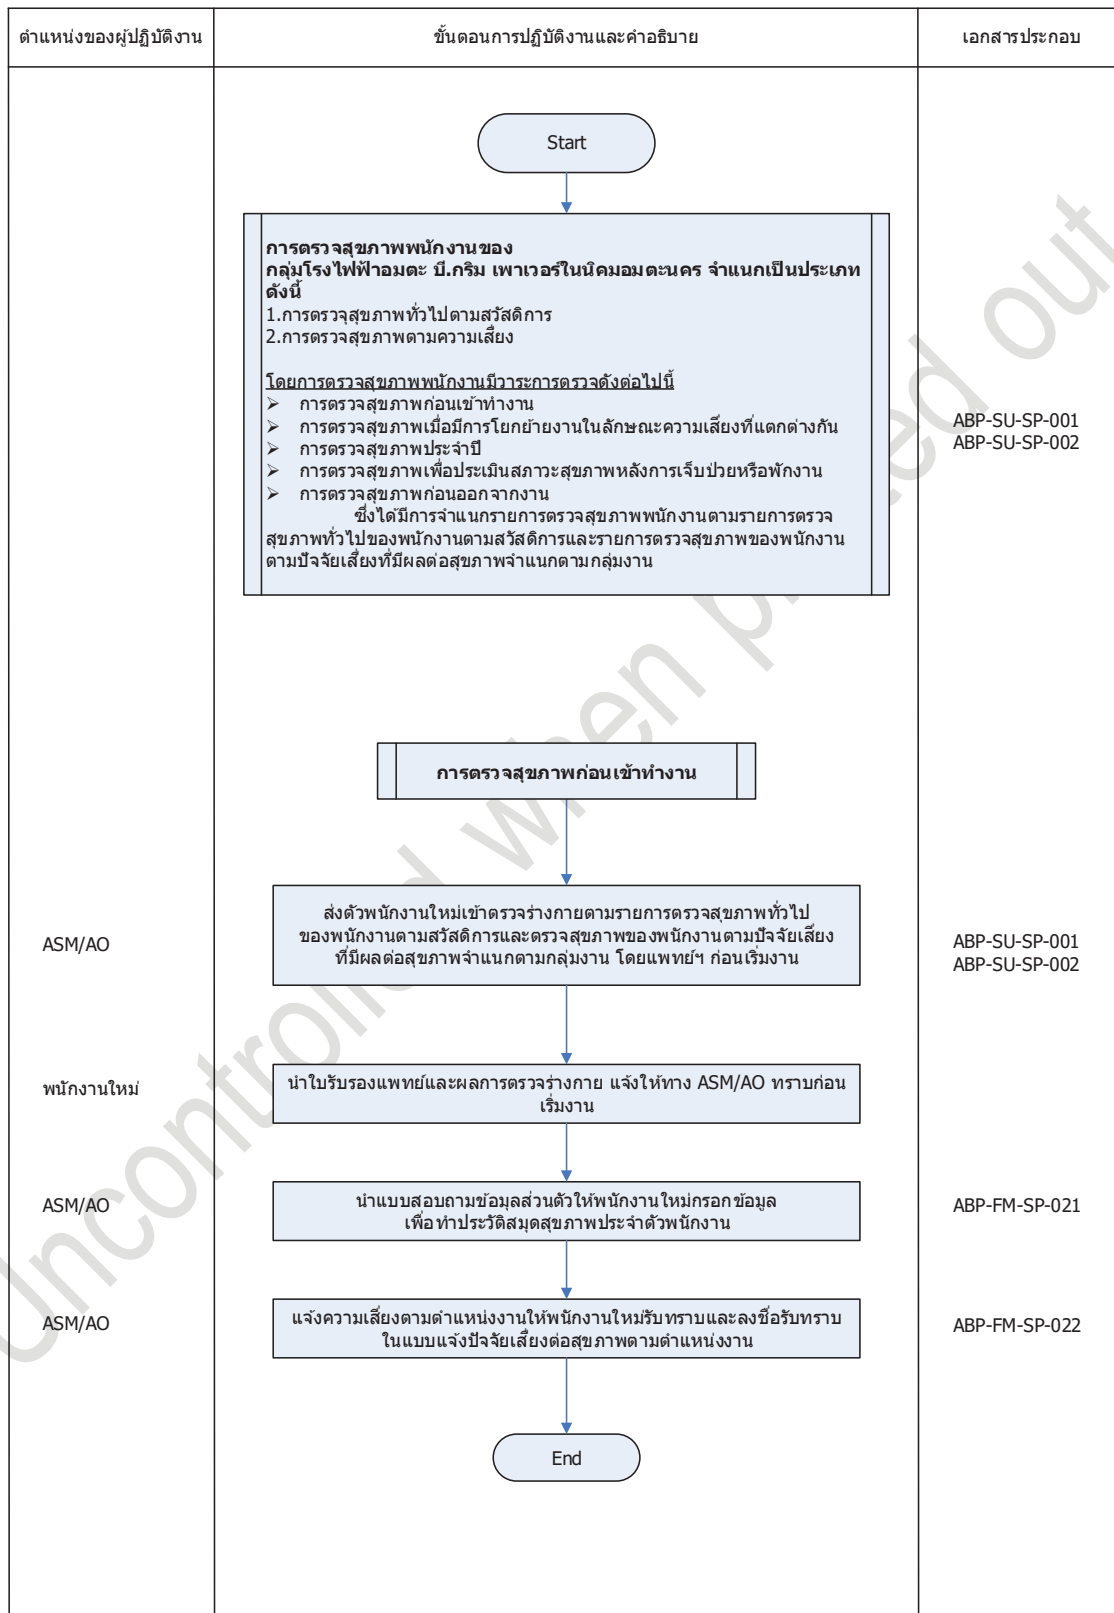 ตำแหน่งของผู้ปฏิบัติงาน
ขั้นตอนการปฏิบัติงานและคำอธิบาย
เอกสารประกอบ
Start
การตรวจสุขภาพพนักงานของ
กลุ่มโรงไฟฟ้าอมตะ บี.กริม เพาเวอร์ในนิคมอมตะนคร จำแนกเป็นประเภท
ดังนี้
1.การตรวจุสุขภาพทั่วไปตามสวัสดิการ
2.การตรวจสุขภาพตามความเสี่ยง
โดยการตรวจสุขภาพพนักงานมีวาระการตรวจดังต่อไปนี้
➢ การตรวจสุขภาพก่อนเข้าทำงาน
➢ การตรวจสุขภาพเมื่อมีการโยกย้ายงานในลักษณะความเสี่ยงที่แตกต่างกัน
➢ การตรวจสุขภาพประจำปี
➢ การตรวจสุขภาพเพื่อประเมินสภาวะสุขภาพหลังการเจ็บป่วยหรือพักงาน
➢ การตรวจสุขภาพก่อนออกจากงาน
ซึ่งได้มีการจำแนกรายการตรวจสุขภาพพนักงานตามรายการตรวจ
สุขภาพทั่วไปของพนักงานตามสวัสดิการและรายการตรวจสุขภาพของพนักงาน
ตามปัจจัยเสี่ยงที่มีผลต่อสุขภาพจำแนกตามกลุ่มงาน
ABP-SU-SP-001
ABP-SU-SP-002
การตรวจสุขภาพก่อนเข้าทำงาน
ASM/AO
ส่งตัวพนักงานใหม่เข้าตรวจร่างกายตามรายการตรวจสุขภาพทั่วไป
ของพนักงานตามสวัสดิการและตรวจสุขภาพของพนักงานตามปัจจัยเสี่ยง
ที่มีผลต่อสุขภาพจำแนกตามกลุ่มงาน โดยแพทย์ฯ ก่อนเริ่มงาน
ABP-SU-SP-001
ABP-SU-SP-002
พนักงานใหม่
นำใบรับรองแพทย์และผลการตรวจร่างกาย แจ้งให้ทาง ASM/AO ทราบก่อน
เริ่มงาน
ASM/AO
นำแบบสอบถามข้อมูลส่วนตัวให้พนักงานใหม่กรอกข้อมูล
เพื่อทำประวัติสมุดสุขภาพประจำตัวพนักงาน
ABP-FM-SP-021
ASM/AO
แจ้งความเสี่ยงตามตำแหน่งงานให้พนักงานใหม่รับทราบและลงชื่อรับทราบ
ในแบบแจ้งปัจจัยเสี่ยงต่อสุขภาพตามตำแหน่งงาน
ABP-FM-SP-022
End
Uncontrolled when printed out